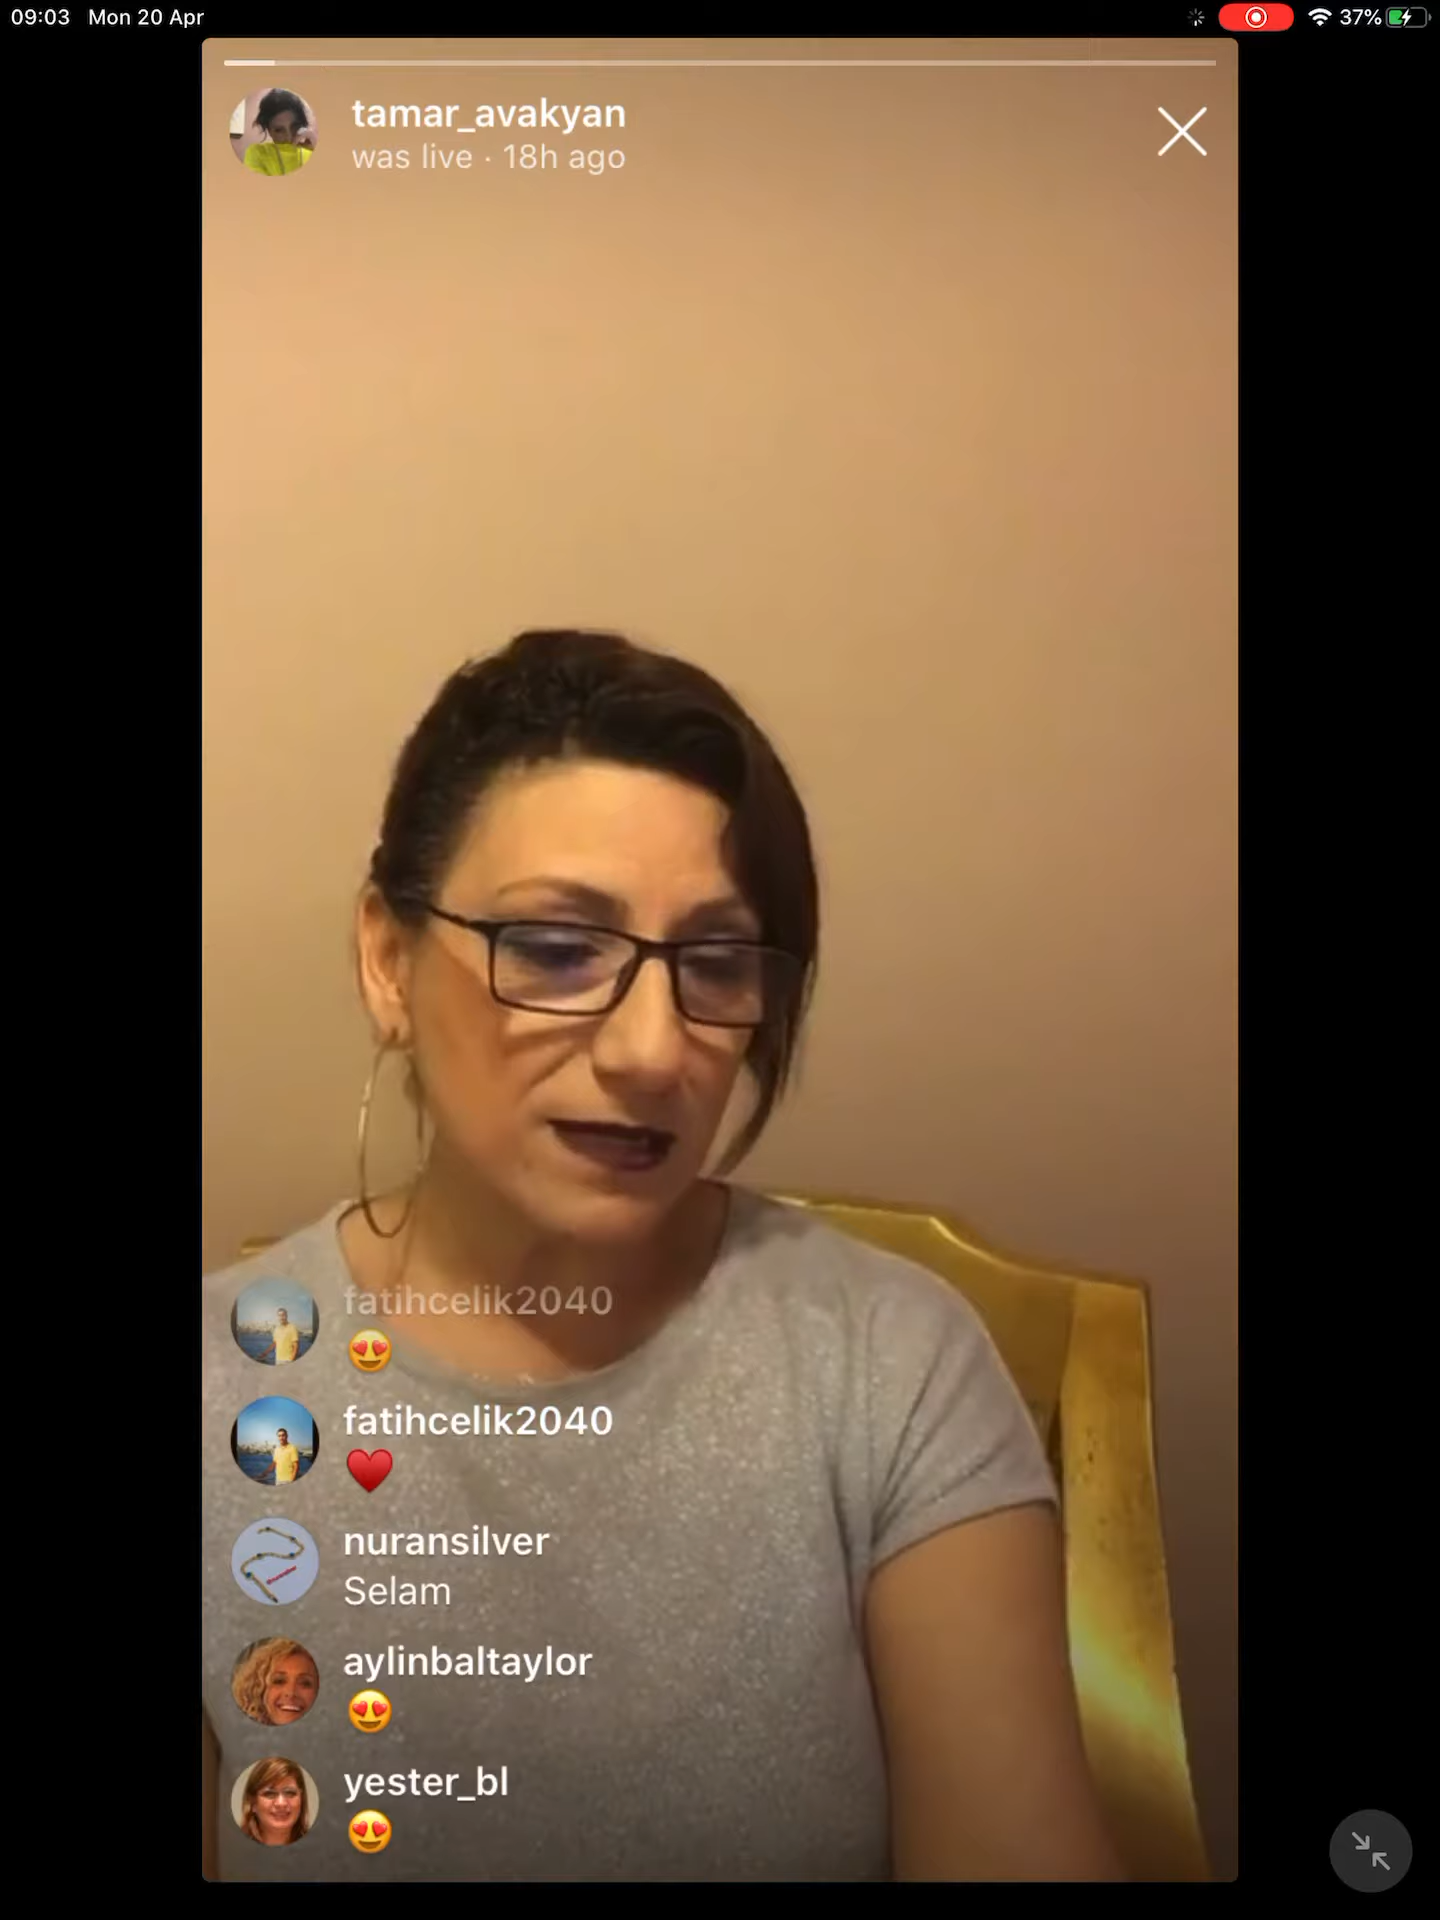 09:03 Mon 20 Apr
37%
tamar_avakyan
was live · 18h ago
fatihcelik2040
😍
fatihcelik2040
♥️
nuransilver
Selam
aylinbaltaylor
😍
yester_bl
😍